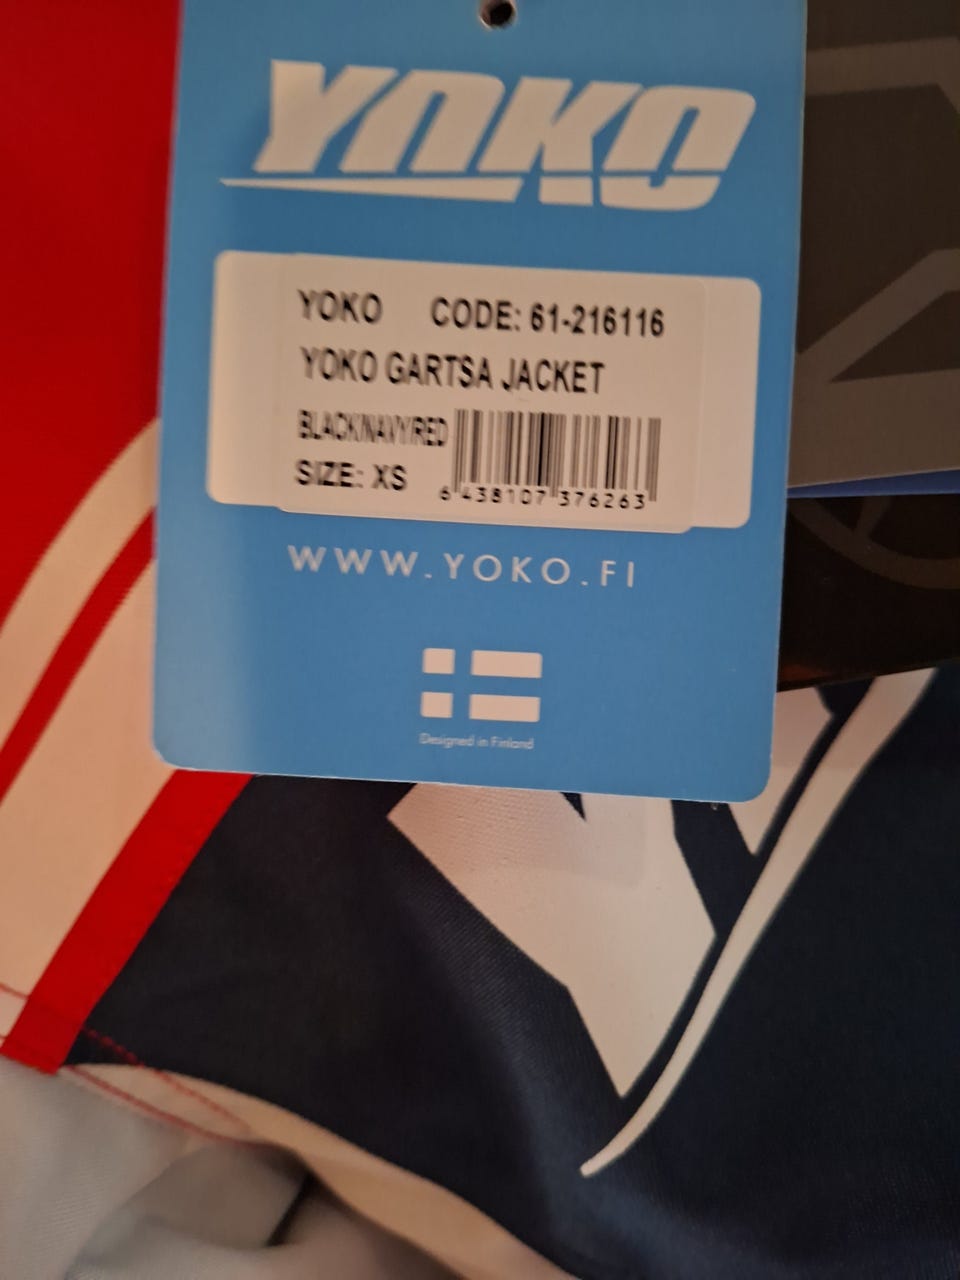 YOKO
YOKO CODE: 61-216116
YOKO GARTSA JACKET
BLACK/NAVY/RED
SIZE: XS
6 438107 376263
WWW.YOKO.FI
Designed in Finland